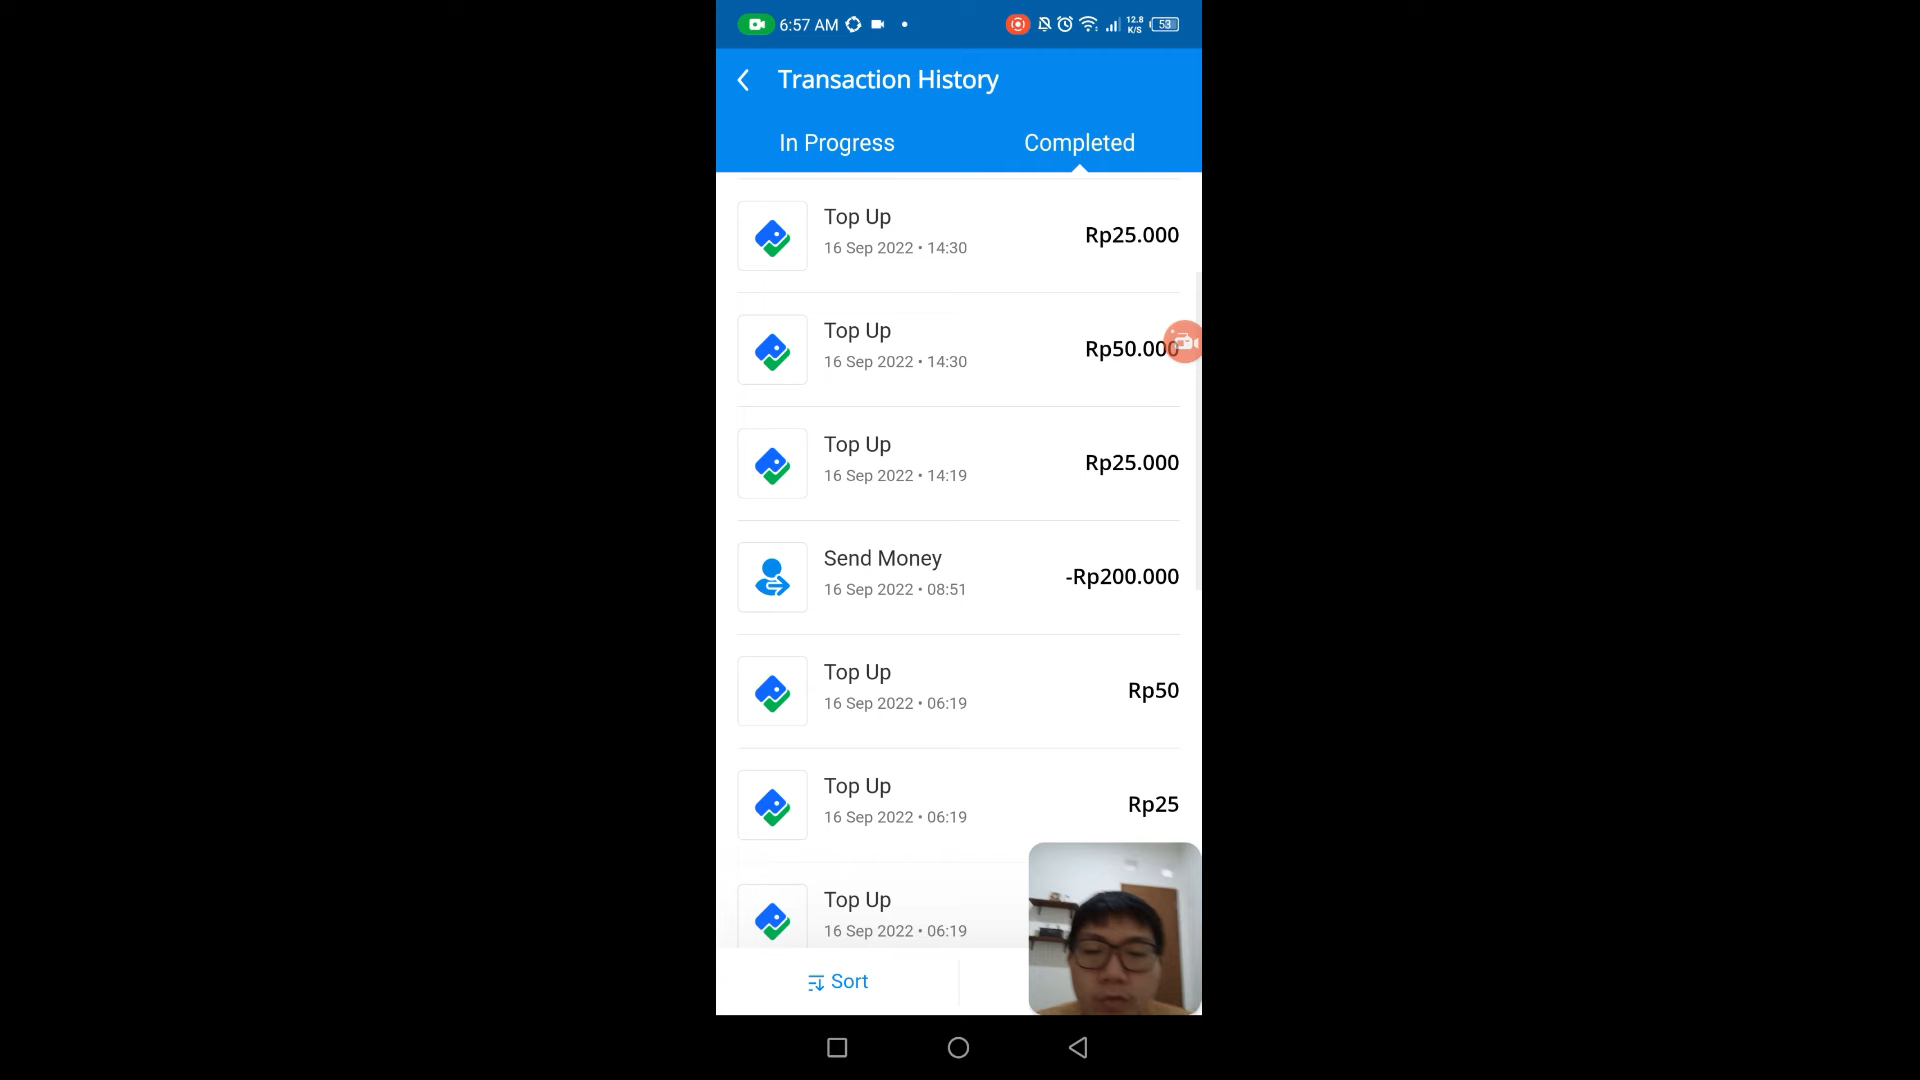 6:57 AM
12.8
K/S
53
Transaction History
In Progress
Completed
Top Up
Rp25.000
16 Sep 2022 • 14:30
Top Up
Rp50.000
16 Sep 2022 • 14:30
Top Up
Rp25.000
16 Sep 2022 • 14:19
Send Money
-Rp200.000
16 Sep 2022 • 08:51
Top Up
Rp50
16 Sep 2022 • 06:19
Top Up
Rp25
16 Sep 2022 • 06:19
Top Up
16 Sep 2022 • 06:19
Sort